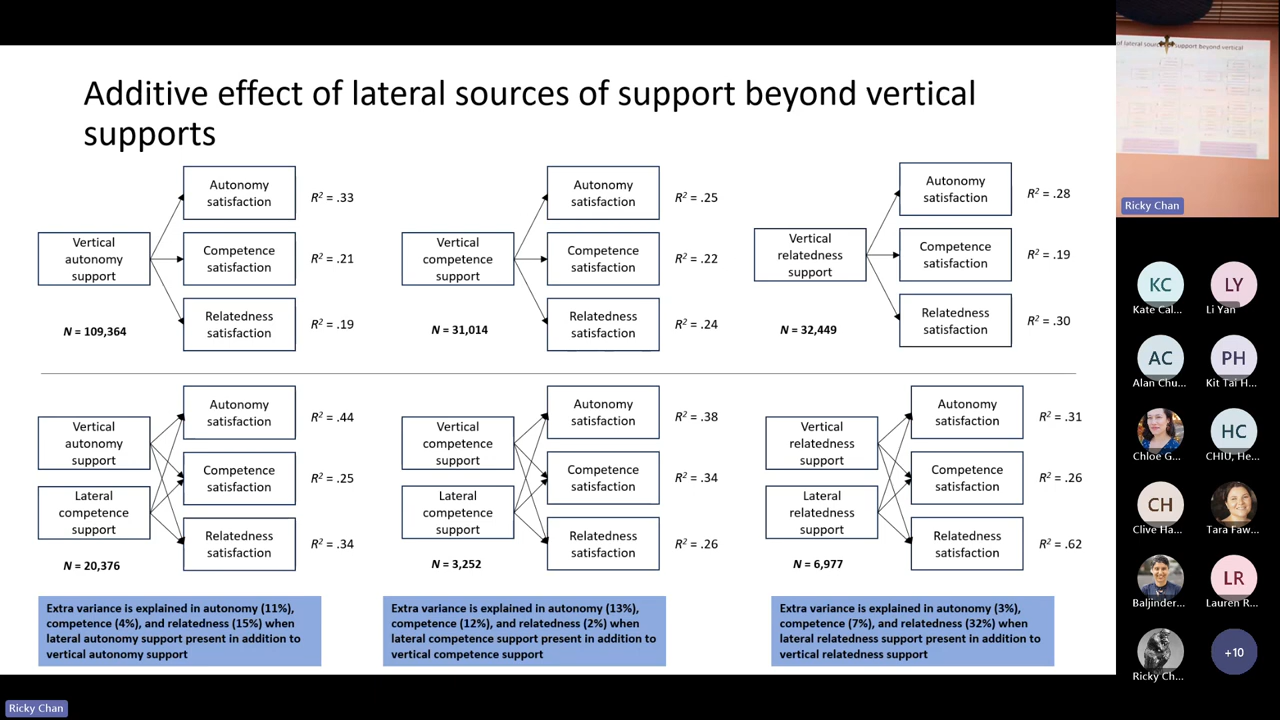 Additive effect of lateral sources of support beyond vertical
supports
Vertical
autonomy
support
N = 109,364
Autonomy
satisfaction
R² = .33
Competence
satisfaction
R² = .21
Relatedness
satisfaction
R² = .19
Vertical
competence
support
N = 31,014
Autonomy
satisfaction
R² = .25
Competence
satisfaction
R² = .22
Relatedness
satisfaction
R² = .24
Vertical
relatedness
support
N = 32,449
Autonomy
satisfaction
R² = .28
Competence
satisfaction
R² = .19
Relatedness
satisfaction
R² = .30
Vertical
autonomy
support
Lateral
competence
support
N = 20,376
Autonomy
satisfaction
R² = .44
Competence
satisfaction
R² = .25
Relatedness
satisfaction
R² = .34
Vertical
competence
support
Lateral
competence
support
N = 3,252
Autonomy
satisfaction
R² = .38
Competence
satisfaction
R² = .34
Relatedness
satisfaction
R² = .26
Vertical
relatedness
support
Lateral
relatedness
support
N = 6,977
Autonomy
satisfaction
R² = .31
Competence
satisfaction
R² = .26
Relatedness
satisfaction
R² = .62
Extra variance is explained in autonomy (11%),
competence (4%), and relatedness (15%) when
lateral autonomy support present in addition to
vertical autonomy support
Extra variance is explained in autonomy (13%),
competence (12%), and relatedness (2%) when
lateral competence support present in addition to
vertical competence support
Extra variance is explained in autonomy (3%),
competence (7%), and relatedness (32%) when
lateral relatedness support present in addition to
vertical relatedness support
Ricky Chan
of lateral support beyond vertical
Ricky Chan
KC
Kate Cal...
LY
Li Yan
AC
Alan Chu...
PH
Kit Tai H...
Chloe G...
HC
CHIU, He...
CH
Clive Ha...
Tara Faw...
Baljinder...
LR
Lauren R...
Ricky Ch...
+10